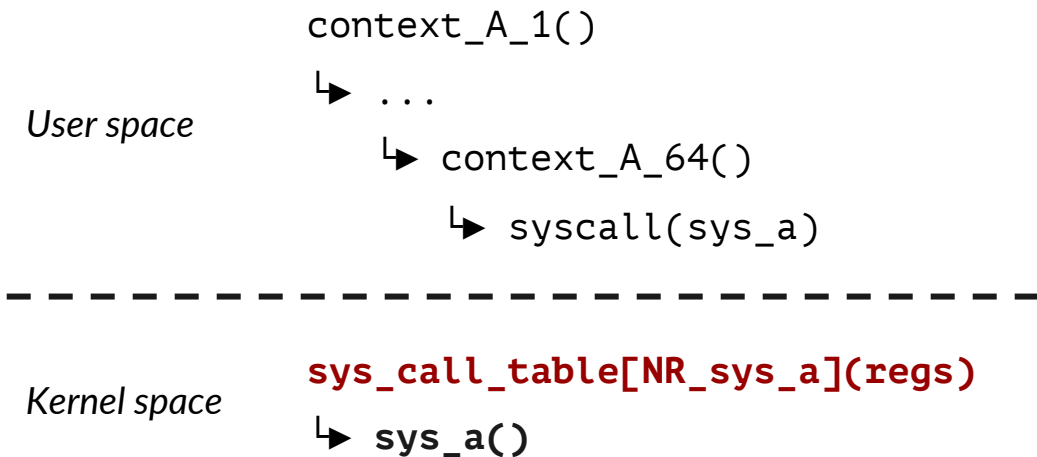 context_A_1()
...
User space
context_A_64()
syscall(sys_a)
sys_call_table[NR_sys_a](regs)
Kernel space
sys_a()